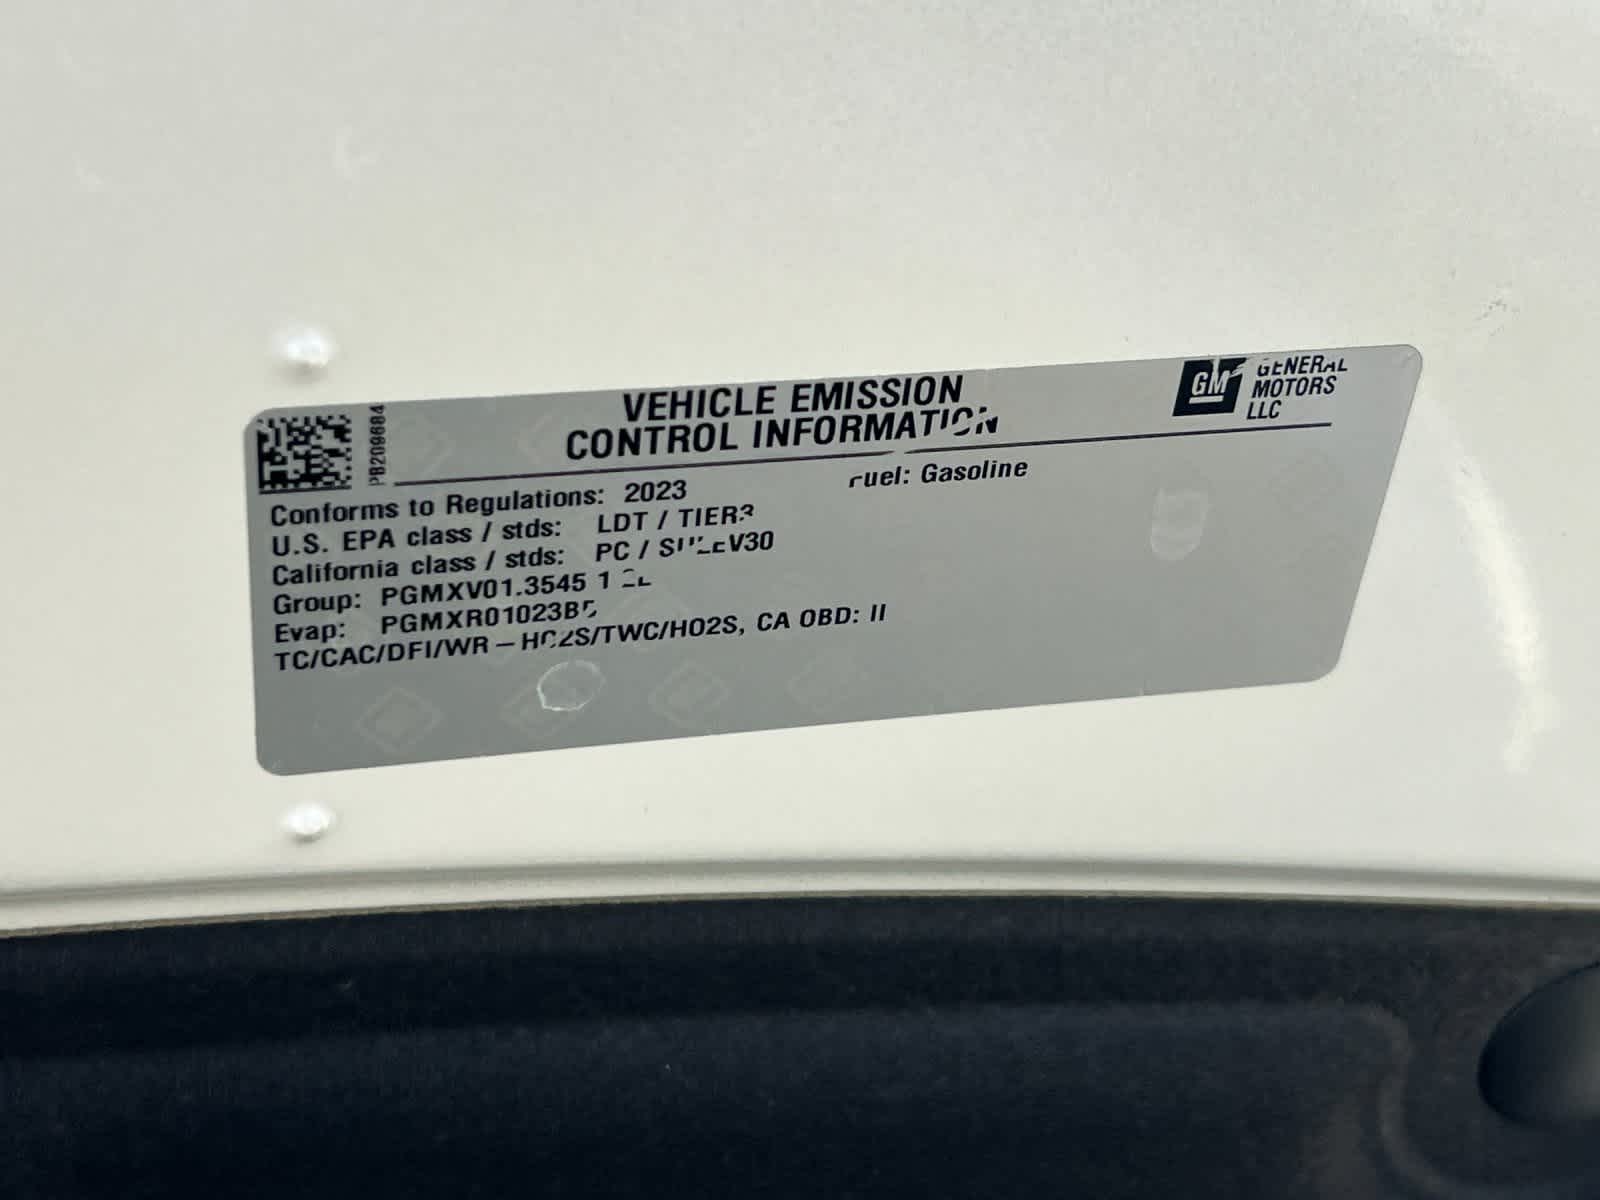 VEHICLE EMISSION
CONTROL INFORMATION
GM
GENERAL
MOTORS
LLC
PB209684
Conforms to Regulations: 2023
Fuel: Gasoline
U.S. EPA class / stds: LDT / TIER3
California class / stds: PC / SULEV30
Group: PGMXV01.3545
Evap:
TC/CAC/DFI/WR – HO2S/TWC/HO2S, CA OBD: II